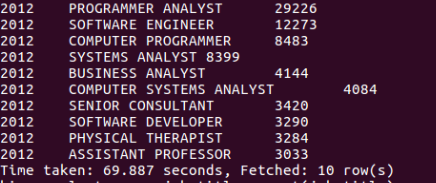 2012 PROGRAMMER ANALYST 29226
2012 SOFTWARE ENGINEER 12273
2012 COMPUTER PROGRAMMER 8483
2012 SYSTEMS ANALYST 8399
2012 BUSINESS ANALYST 4144
2012 COMPUTER SYSTEMS ANALYST 4084
2012 SENIOR CONSULTANT 3420
2012 SOFTWARE DEVELOPER 3290
2012 PHYSICAL THERAPIST 3284
2012 ASSISTANT PROFESSOR 3033
Time taken: 69.887 seconds, Fetched: 10 row(s)